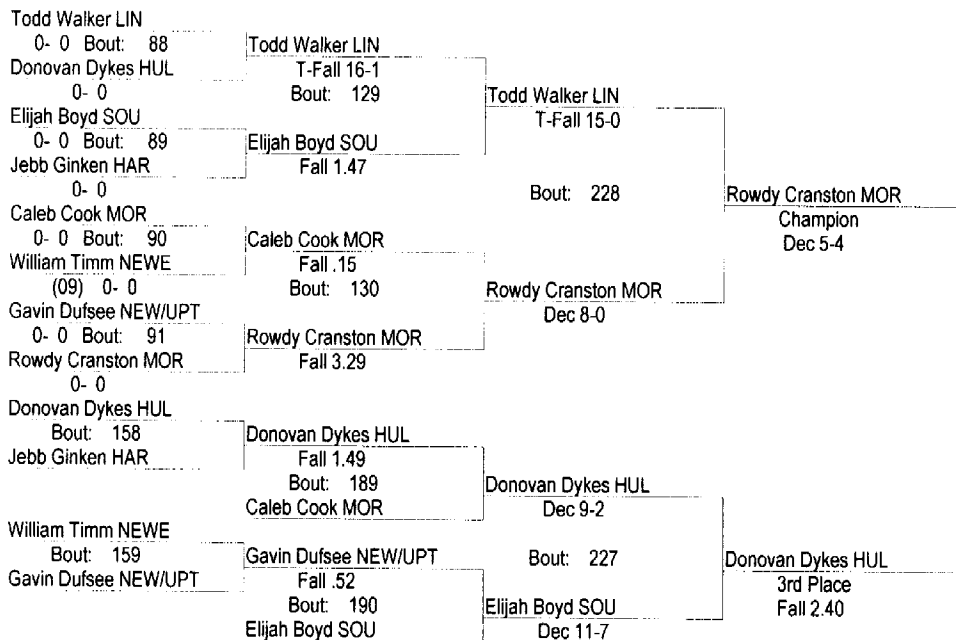 Todd Walker LIN
0- 0 Bout: 88
Donovan Dykes HUL
0- 0
Elijah Boyd SOU
0- 0 Bout: 89
Jebb Ginken HAR
0- 0
Caleb Cook MOR
0- 0 Bout: 90
William Timm NEWE
(09) 0- 0
Gavin Dufsee NEW/UPT
0- 0 Bout: 91
Rowdy Cranston MOR
0- 0
Donovan Dykes HUL
Bout: 158
Jebb Ginken HAR
William Timm NEWE
Bout: 159
Gavin Dufsee NEW/UPT
Todd Walker LIN
T-Fall 16-1
Bout: 129
Elijah Boyd SOU
Fall 1.47
Caleb Cook MOR
Fall .15
Bout: 130
Rowdy Cranston MOR
Fall 3.29
Donovan Dykes HUL
Fall 1.49
Bout: 189
Caleb Cook MOR
Gavin Dufsee NEW/UPT
Fall .52
Bout: 190
Elijah Boyd SOU
Todd Walker LIN
T-Fall 15-0
Bout: 228
Rowdy Cranston MOR
Dec 8-0
Donovan Dykes HUL
Dec 9-2
Bout: 227
Elijah Boyd SOU
Dec 11-7
Rowdy Cranston MOR
Champion
Dec 5-4
Donovan Dykes HUL
3rd Place
Fall 2.40